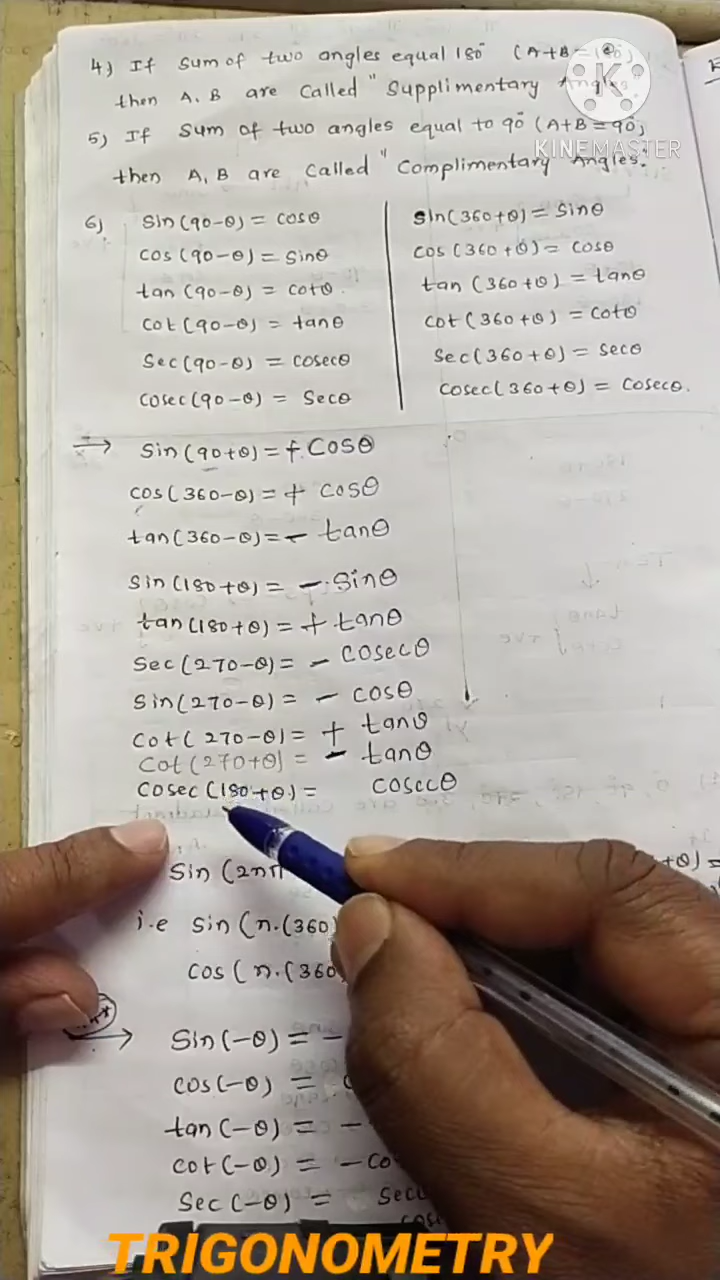 4) If sum of two angles equal 180° (A+B=180°)
then A, B are called "Supplimentary Angles."
KINEMASTER
5) If sum of two angles equal to 90° (A+B=90°)
then A, B are called "Complimentary Angles."
6) sin(90-θ) = cosθ
cos(90-θ) = sinθ
tan(90-θ) = cotθ
cot(90-θ) = tanθ
Sec(90-θ) = cosecθ
cosec(90-θ) = Secθ
sin(360+θ) = sinθ
cos(360+θ) = cosθ
tan(360+θ) = tanθ
cot(360+θ) = cotθ
sec(360+θ) = secθ
cosec(360+θ) = cosecθ.
→ sin(90+θ) = + cosθ
cos(360-θ) = + cosθ
tan(360-θ) = - tanθ
sin(180+θ) = - sinθ
tan(180+θ) = + tanθ
sec(270-θ) = - cosecθ
sin(270-θ) = - cosθ
cot(270-θ) = + tanθ
cot(270+θ) = - tanθ
cosec(180+θ) = cosecθ
sin(2nπ
i.e sin(n.(360)
cos(n.(360)
→ sin(-θ) = -
cos(-θ) =
tan(-θ) = -
cot(-θ) = -co
sec(-θ) = sec
TRIGONOMETRY